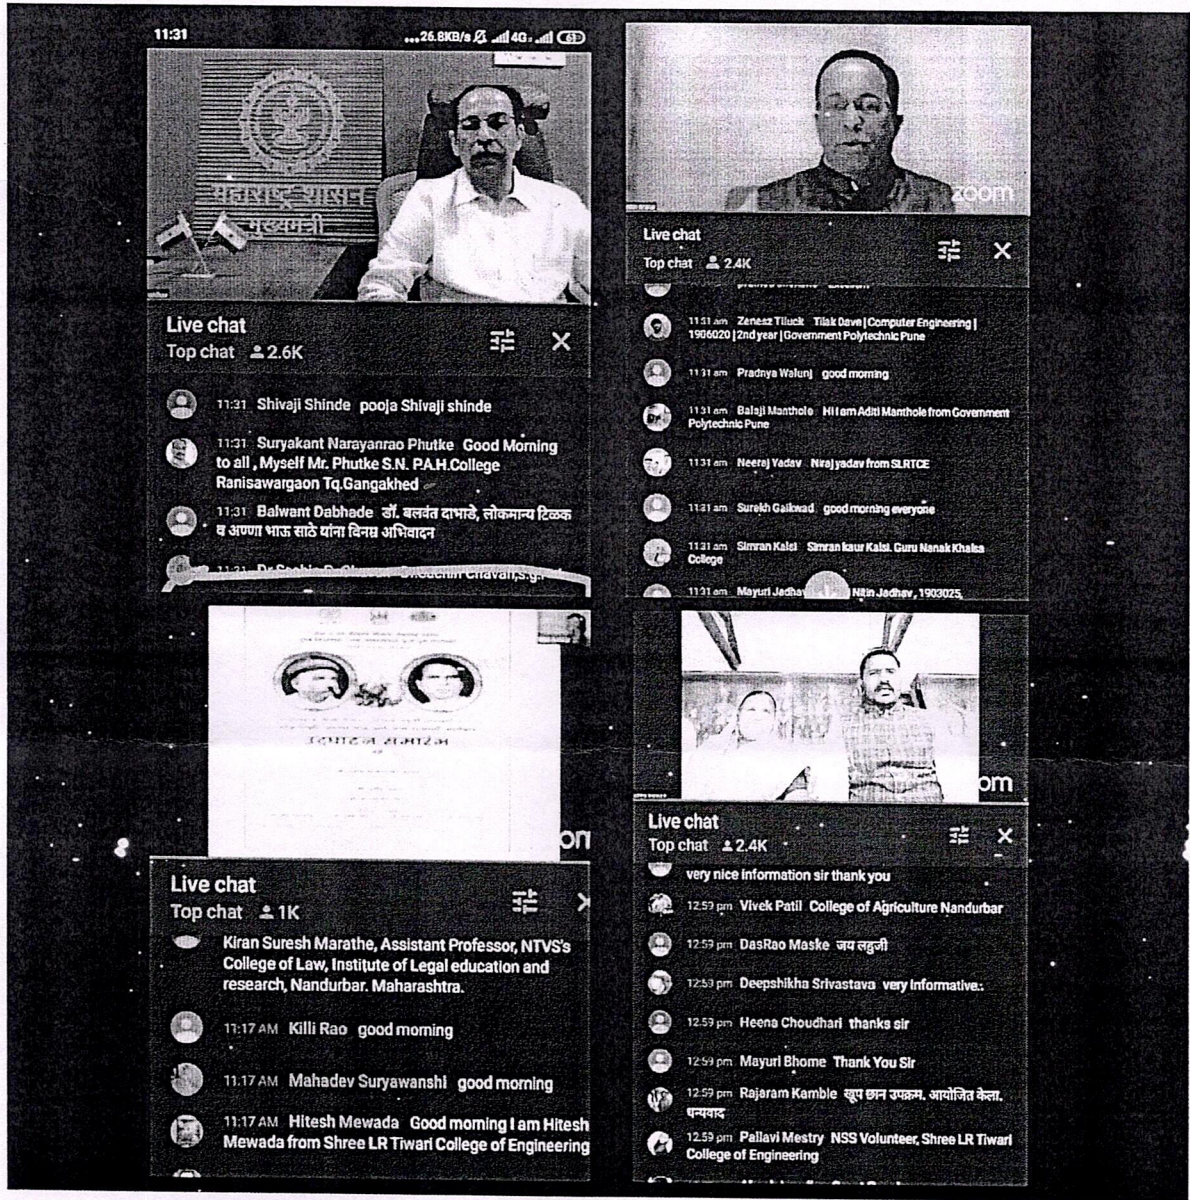 11:31
...26.8KB/s 4G 61
महाराष्ट्र शासन
मुख्यमंत्री
Live chat
Top chat 2.6K
11:31 Shivaji Shinde pooja Shivaji shinde
11:31 Suryakant Narayanrao Phutke Good Morning
to all , Myself Mr. Phutke S.N. P.A.H.College
Ranisawargaon Tq.Gangakhed
11:31 Balwant Dabhade डॉ. बलवंत दाभाडे, लोकमान्य टिळक
व अण्णा भाऊ साठे यांना विनम्र अभिवादन
zoom
Live chat
Top chat 2.4K
11:31 am Zeneaz Tiluck Tilak Dave | Computer Engineering |
1906020 | 2nd year | Government Polytechnic Pune
11:31 am Pradnya Walunj good morning
11:31 am Balaji Manthole Hi I am Aditi Manthole from Government
Polytechnic Pune
11:31 am Neeraj Yadav Niraj yadav from SLRTCE
11:31 am Surekh Gaikwad good morning everyone
11:31 am Simran Kalsi Simran kaur Kalsi. Guru Nanak Khalsa
College
11:31 am Mayuri Jadhav Nitin Jadhav, 1903025,
om
Live chat
Top chat 1K
Kiran Suresh Marathe, Assistant Professor, NTVS's
College of Law, Institute of Legal education and
research, Nandurbar. Maharashtra.
11:17 AM Killi Rao good morning
11:17 AM Mahadev Suryawanshi good morning
11:17 AM Hitesh Mewada Good morning I am Hitesh
Mewada from Shree LR Tiwari College of Engineering
om
Live chat
Top chat 2.4K
very nice information sir thank you
12:59 pm Vivek Patil College of Agriculture Nandurbar
12:59 pm DasRao Maske जय लहुजी
12:59 pm Deepshikha Srivastava very Informative..
12:59 pm Heena Choudhari thanks sir
12:59 pm Mayuri Bhome Thank You Sir
12:59 pm Rajaram Kamble खूप छान उपक्रम. आयोजित केला.
धन्यवाद
12:59 pm Pallavi Mestry NSS Volunteer, Shree LR Tiwari
College of Engineering